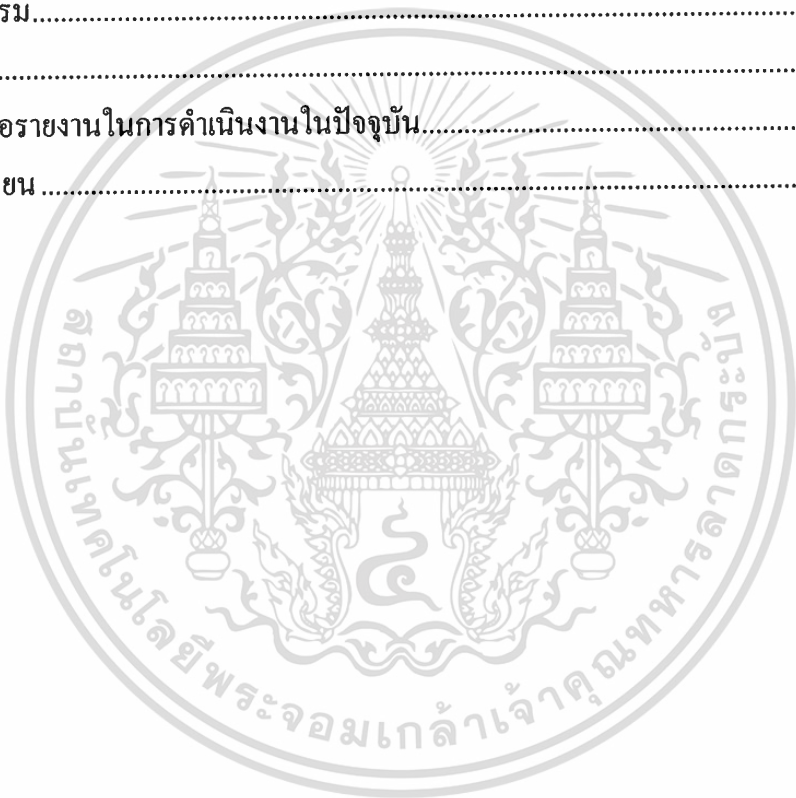 รม........................................................................................................
........................................................................................................
อรายงานในการดำเนินงานในปัจจุบัน........................................................
ยน........................................................................................................
สถาบันเทคโนโลยีพระจอมเกล้าเจ้าคุณทหารลาดกระบัง
๔